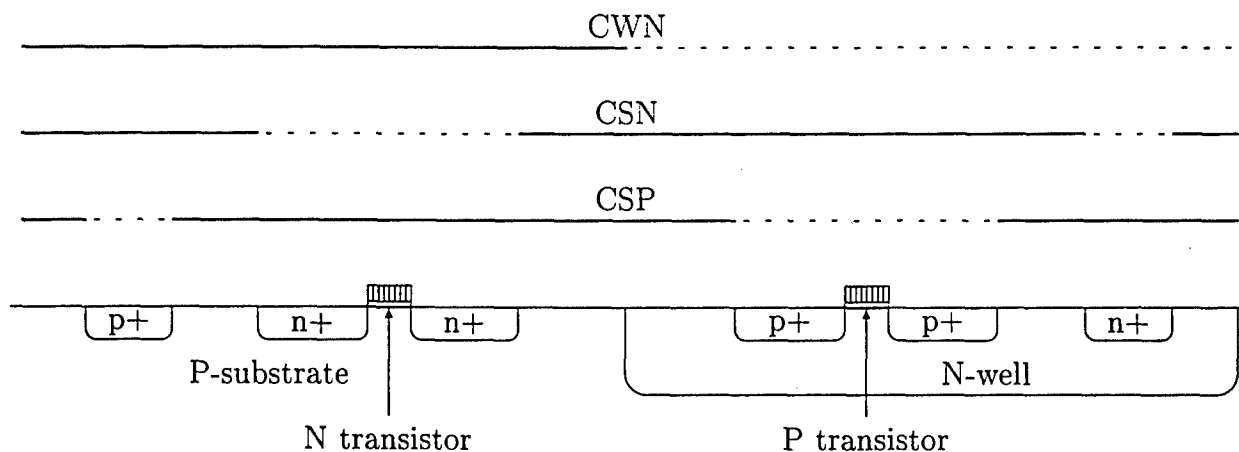 CWN
CSN
CSP
p+ n+ n+ p+ p+ n+
P-substrate N-well
N transistor P transistor